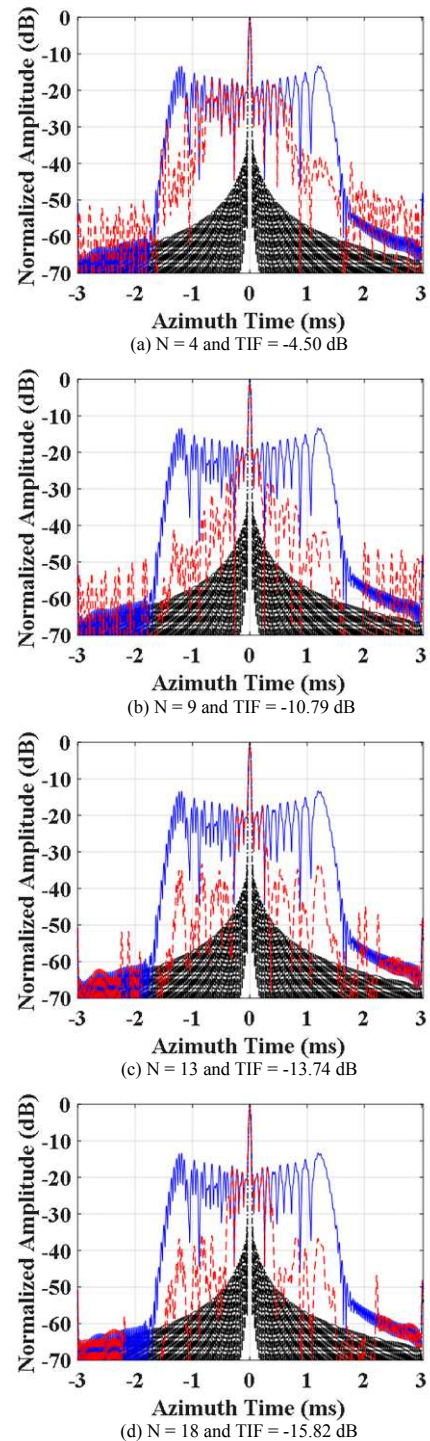 0
-10
-20
-30
-40
-50
-60
-70
Normalized Amplitude (dB)
-3 -2 -1 0 1 2 3
Azimuth Time (ms)
(a) N = 4 and TIF = -4.50 dB
0
-10
-20
-30
-40
-50
-60
-70
Normalized Amplitude (dB)
-3 -2 -1 0 1 2 3
Azimuth Time (ms)
(b) N = 9 and TIF = -10.79 dB
0
-10
-20
-30
-40
-50
-60
-70
Normalized Amplitude (dB)
-3 -2 -1 0 1 2 3
Azimuth Time (ms)
(c) N = 13 and TIF = -13.74 dB
0
-10
-20
-30
-40
-50
-60
-70
Normalized Amplitude (dB)
-3 -2 -1 0 1 2 3
Azimuth Time (ms)
(d) N = 18 and TIF = -15.82 dB